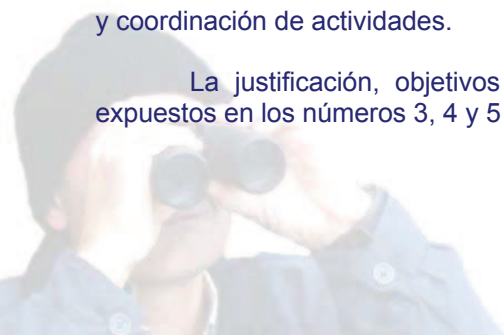 y coordinación de actividades.
La justificación, objetivos
expuestos en los números 3, 4 y 5